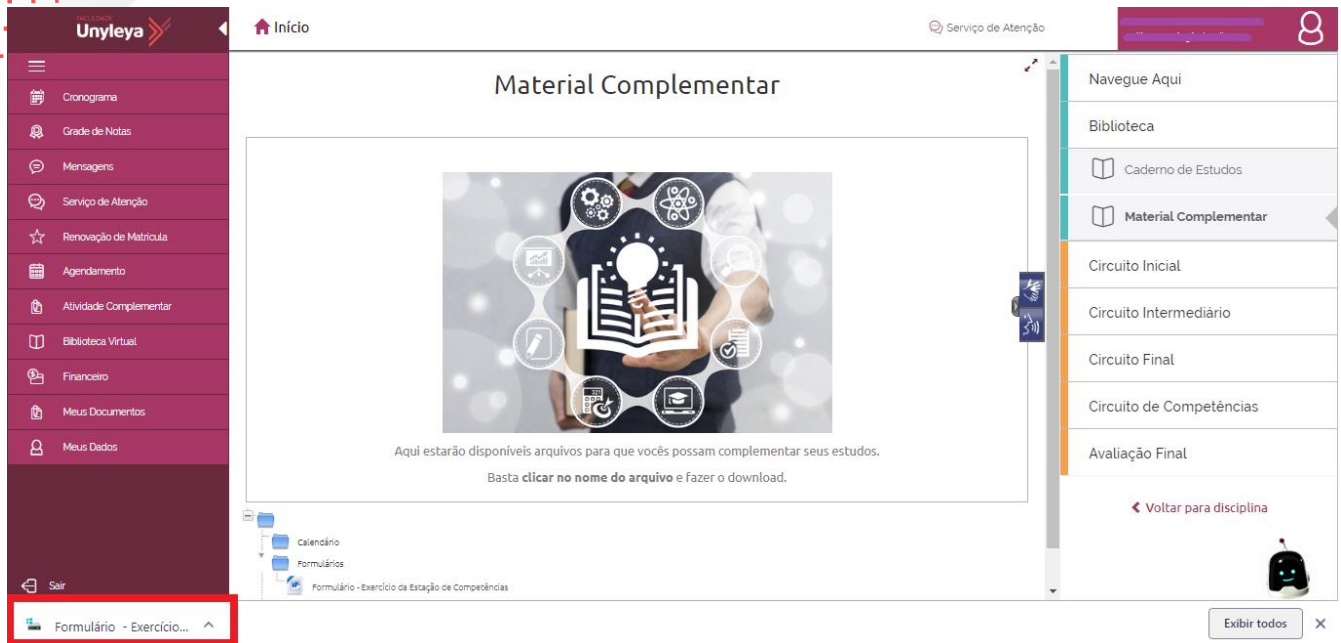 FACULDADE
Unyleya
Início
Serviço de Atenção
Cronograma
Grade de Notas
Mensagens
Serviço de Atenção
Renovação de Matrícula
Agendamento
Atividade Complementar
Biblioteca Virtual
Financeiro
Meus Documentos
Meus Dados
Sair
Material Complementar
Aqui estarão disponíveis arquivos para que vocês possam complementar seus estudos.
Basta clicar no nome do arquivo e fazer o download.
Calendário
Formulários
Formulário - Exercício da Estação de Competências
Navegue Aqui
Biblioteca
Caderno de Estudos
Material Complementar
Circuito Inicial
Circuito Intermediário
Circuito Final
Circuito de Competências
Avaliação Final
Voltar para disciplina
Formulário - Exercício...
Exibir todos